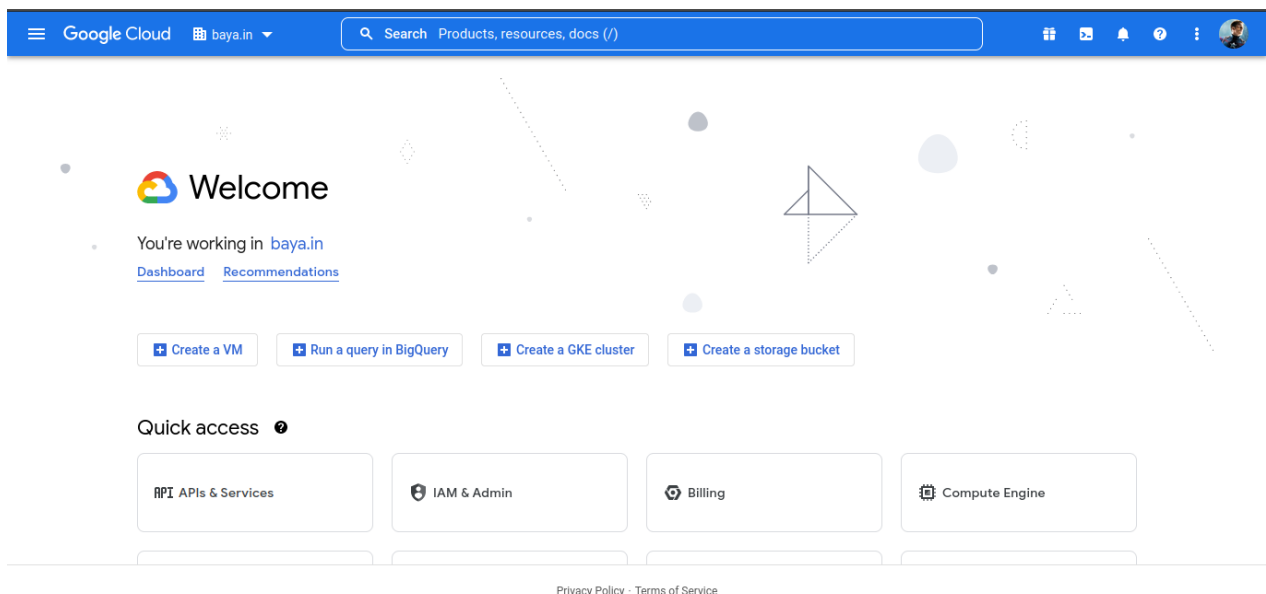 Google Cloud baya.in Search Products, resources, docs (/)
Welcome
You're working in baya.in
Dashboard Recommendations
Create a VM Run a query in BigQuery Create a GKE cluster Create a storage bucket
Quick access
API APIs & Services IAM & Admin Billing Compute Engine
Privacy Policy · Terms of Service